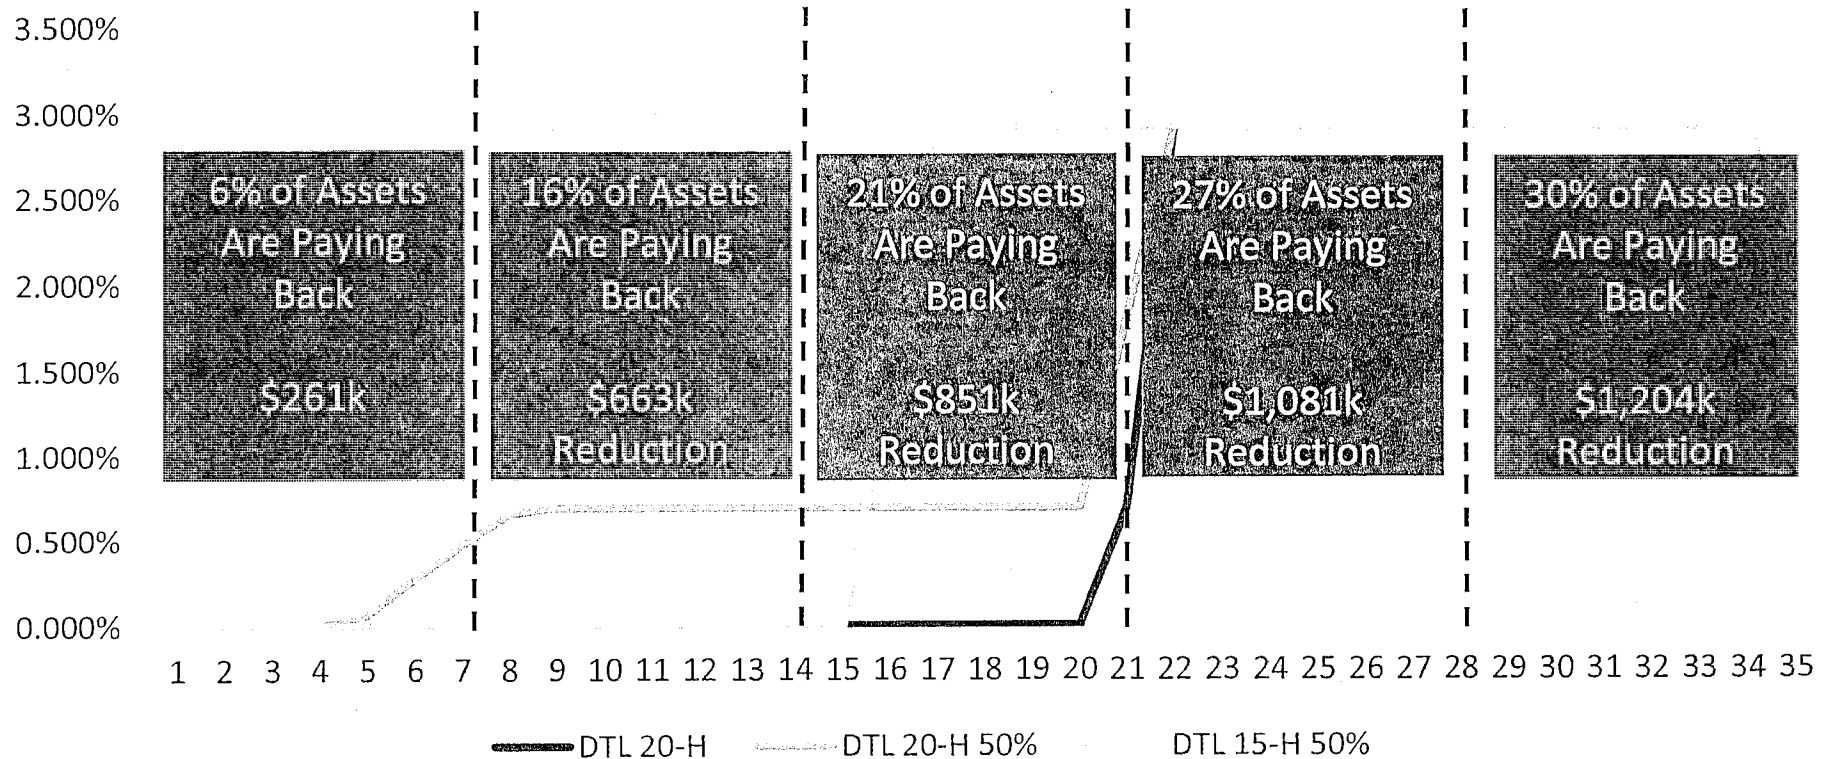 3.500%
3.000%
2.500%
2.000%
1.500%
1.000%
0.500%
0.000%
6% of Assets
Are Paying
Back
$261k
16% of Assets
Are Paying
Back
$663k
Reduction
21% of Assets
Are Paying
Back
$851k
Reduction
27% of Assets
Are Paying
Back
$1,081k
Reduction
30% of Assets
Are Paying
Back
$1,204k
Reduction
1 2 3 4 5 6 7 8 9 10 11 12 13 14 15 16 17 18 19 20 21 22 23 24 25 26 27 28 29 30 31 32 33 34 35
DTL 20-H DTL 20-H 50% DTL 15-H 50%